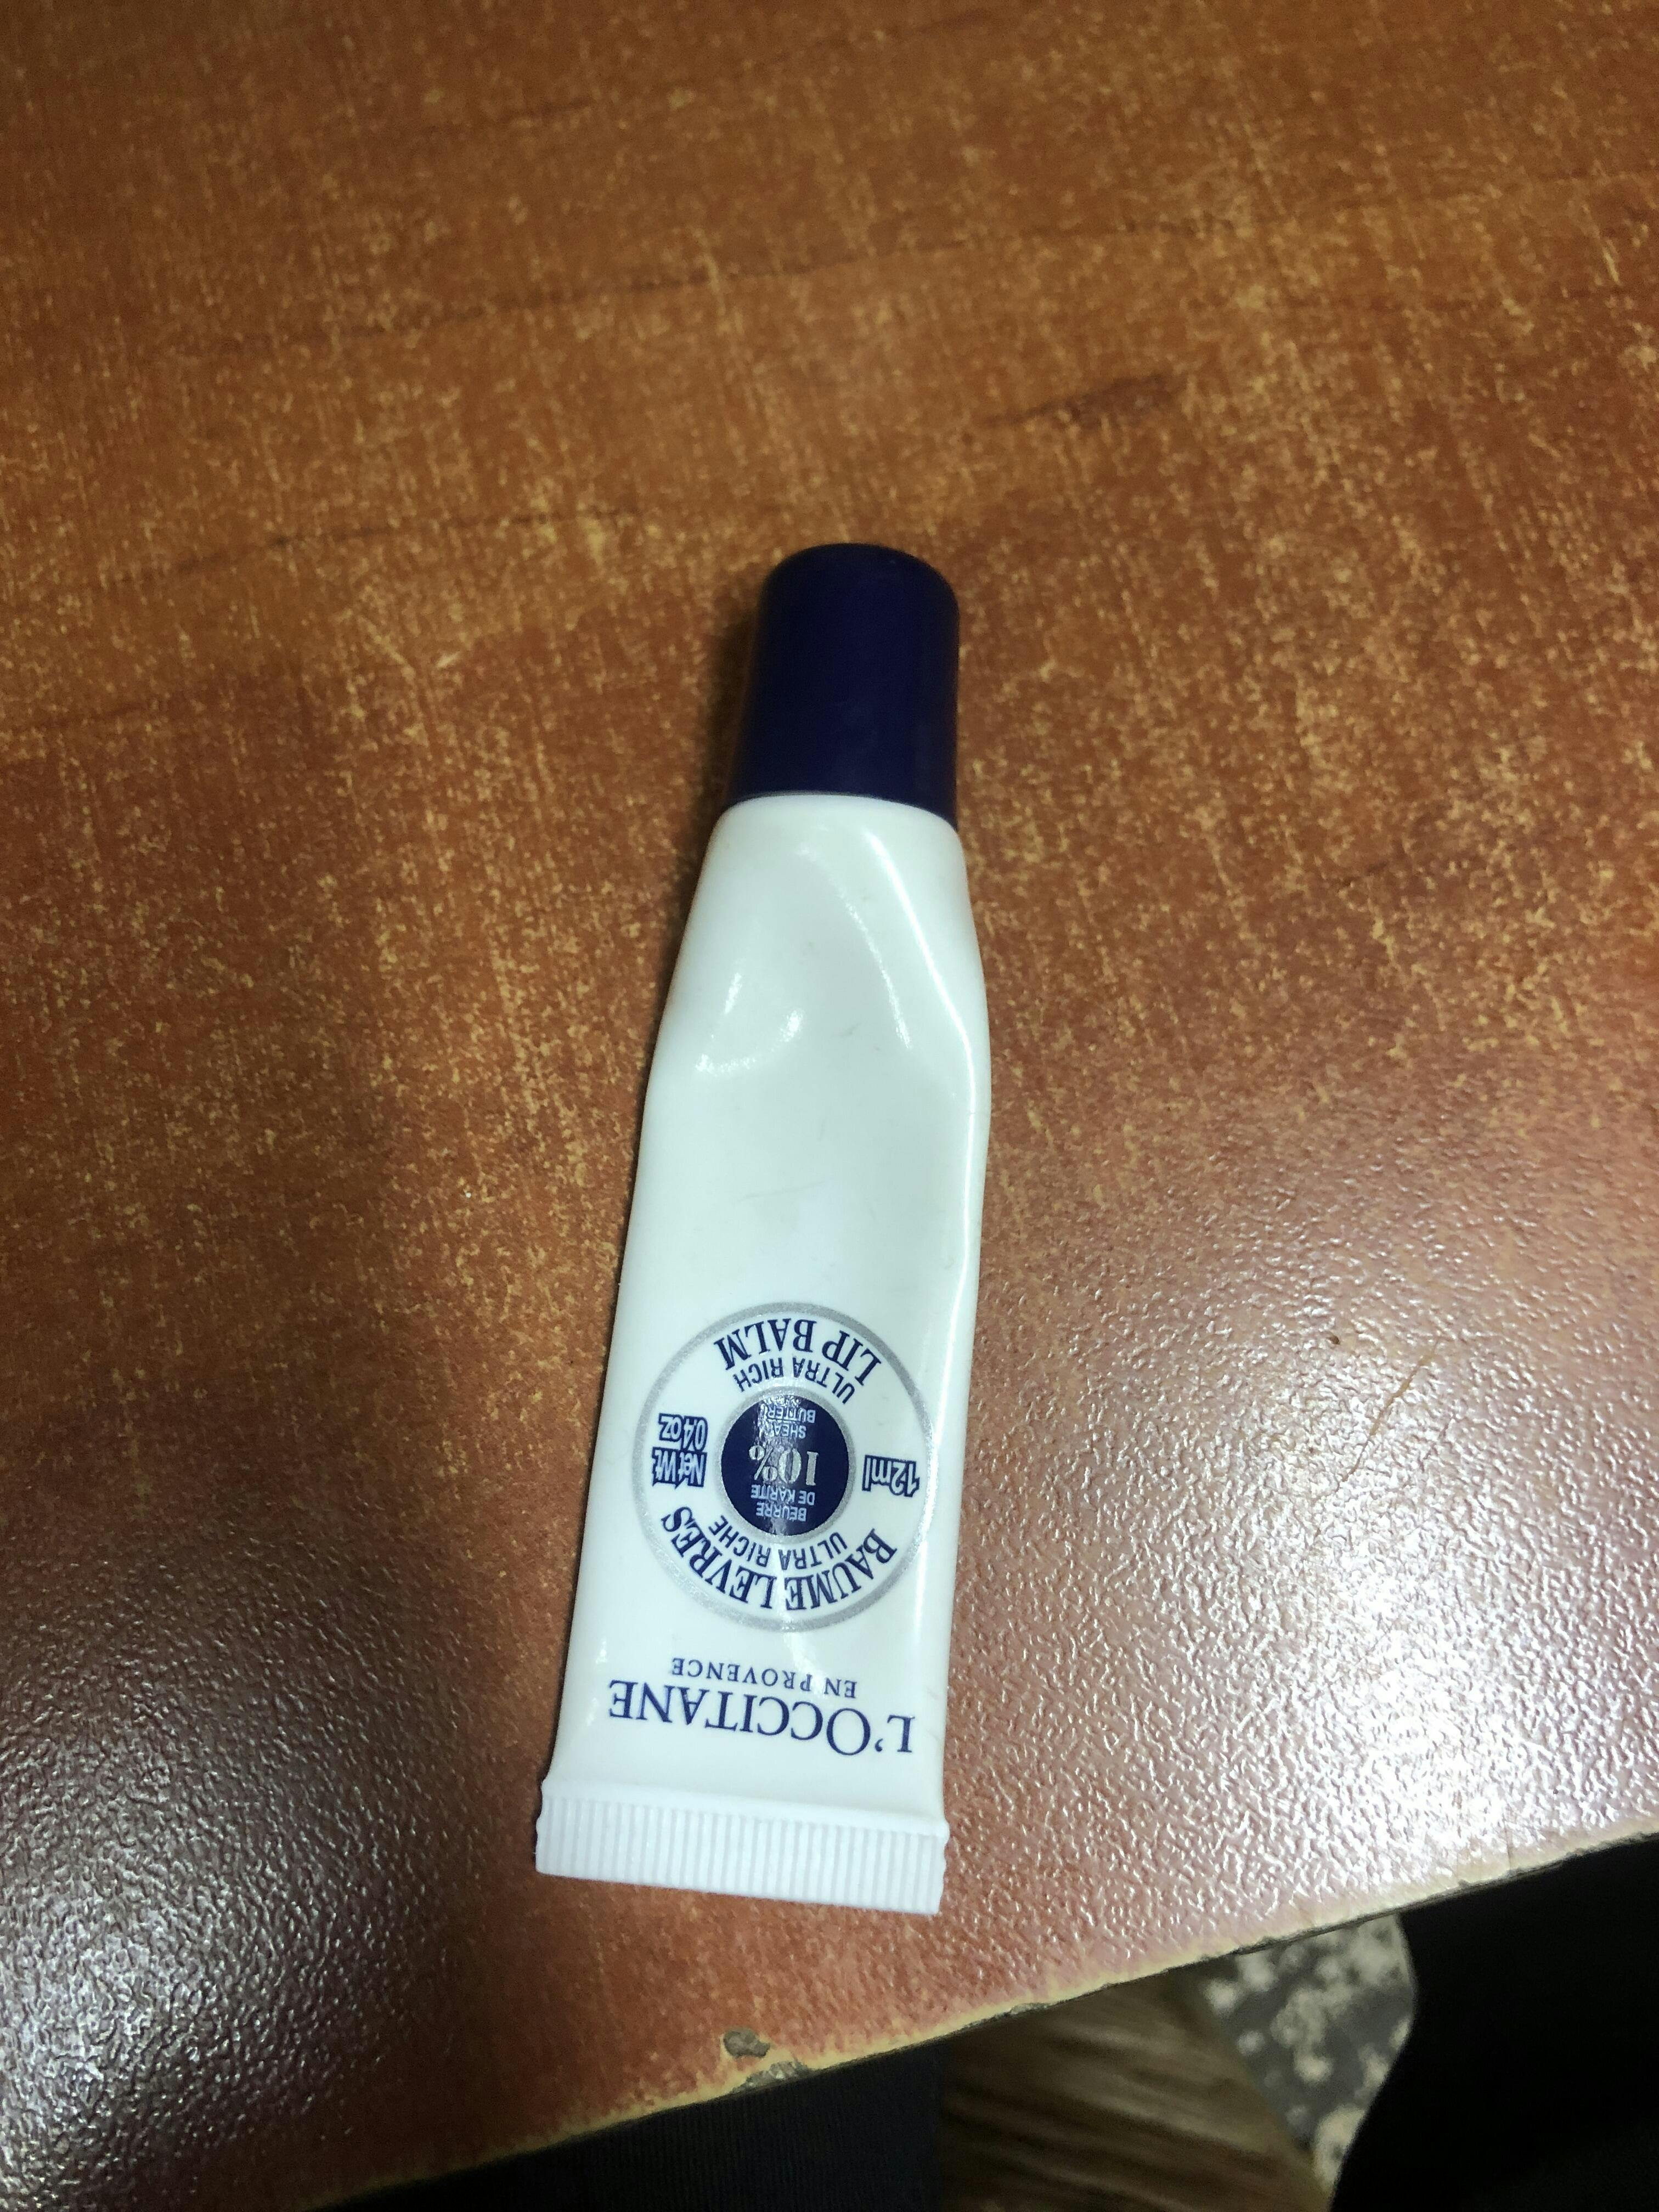 L'OCCITANE
EN PROVENCE
BAUME LEVRES
ULTRA RICHE
BEURRE
DE KARITE
10%
SHEA
BUTTER
12ml
Net Wt.
0.4 oz.
ULTRA RICH
LIP BALM